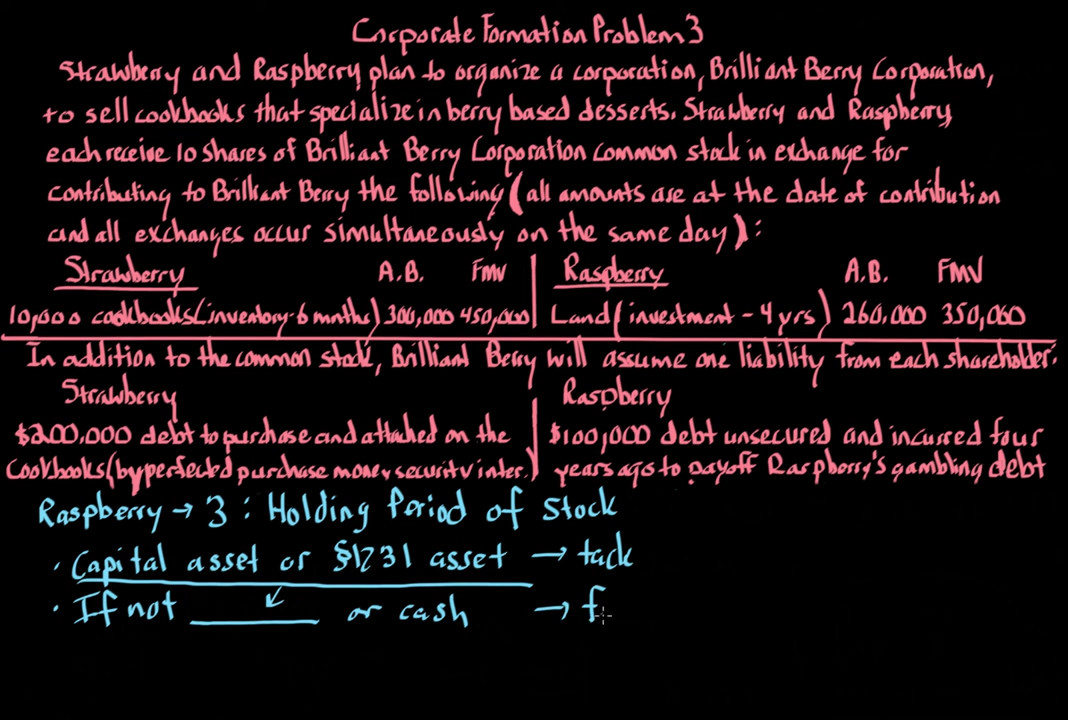 Corporate Formation Problem 3
Strawberry and Raspberry plan to organize a corporation, Brilliant Berry Corporation,
to sell cookbooks that specialize in berry based desserts. Strawberry and Raspberry,
each receive 10 shares of Brilliant Berry Corporation common stock in exchange for
contributing to Brilliant Berry the following (all amounts are at the date of contribution
and all exchanges occur simultaneously on the same day):
Strawberry A.B. FMV
10,000 cookbooks (inventory-6 months) 300,000 450,000
Raspberry A.B. FMV
Land (investment - 4 yrs) 260,000 350,000
In addition to the common stock, Brilliant Berry will assume one liability from each shareholder:
Strawberry
$200,000 debt to purchase and attached on the
cookbooks (by perfected purchase money security inter.)
Raspberry
$100,000 debt unsecured and incurred four
years ago to payoff Raspberry's gambling debt
Raspberry → 3: Holding Period of Stock
· Capital asset or §1231 asset → tack
· If not ______ or cash → f